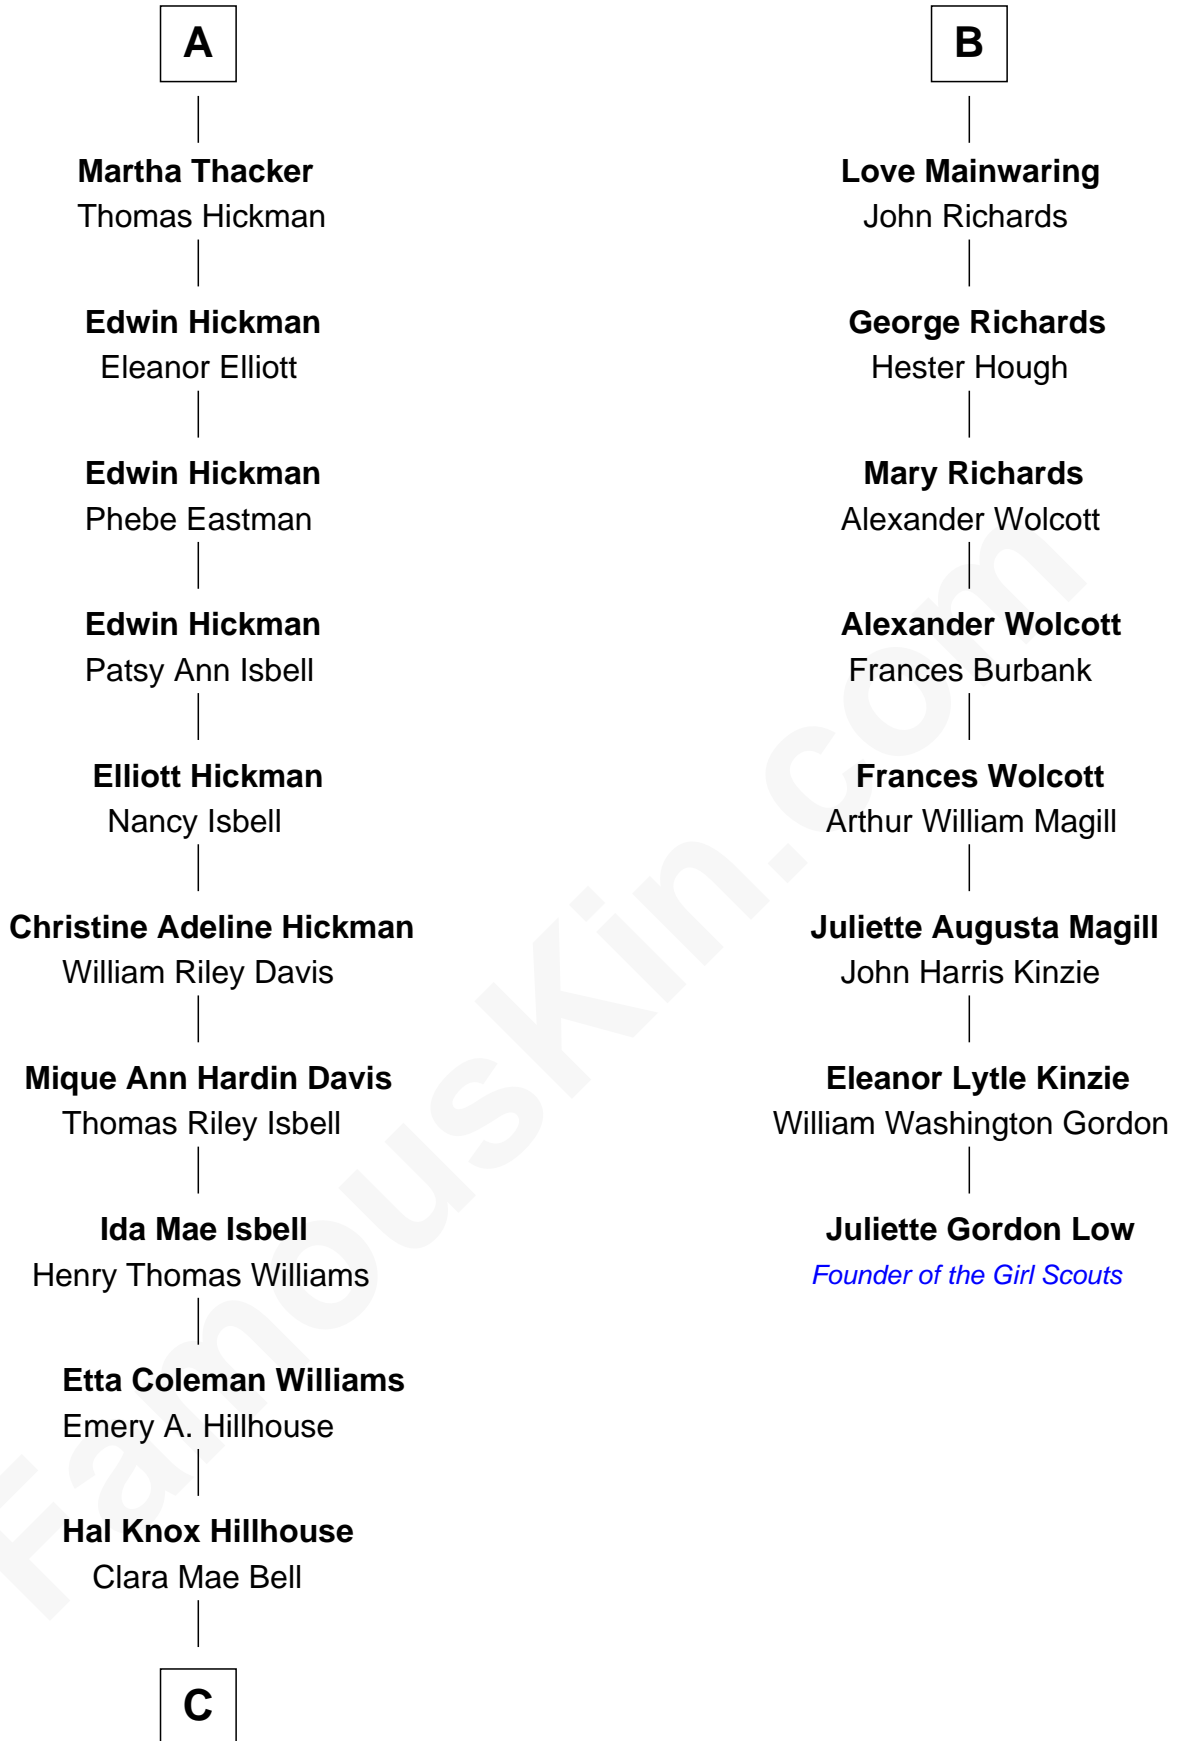 A
Martha Thacker
Thomas Hickman
Edwin Hickman
Eleanor Elliott
Edwin Hickman
Phebe Eastman
Edwin Hickman
Patsy Ann Isbell
Elliott Hickman
Nancy Isbell
Christine Adeline Hickman
William Riley Davis
Mique Ann Hardin Davis
Thomas Riley Isbell
Ida Mae Isbell
Henry Thomas Williams
Etta Coleman Williams
Emery A. Hillhouse
Hal Knox Hillhouse
Clara Mae Bell
C
B
Love Mainwaring
John Richards
George Richards
Hester Hough
Mary Richards
Alexander Wolcott
Alexander Wolcott
Frances Burbank
Frances Wolcott
Arthur William Magill
Juliette Augusta Magill
John Harris Kinzie
Eleanor Lytle Kinzie
William Washington Gordon
Juliette Gordon Low
Founder of the Girl Scouts
FamousKin.com